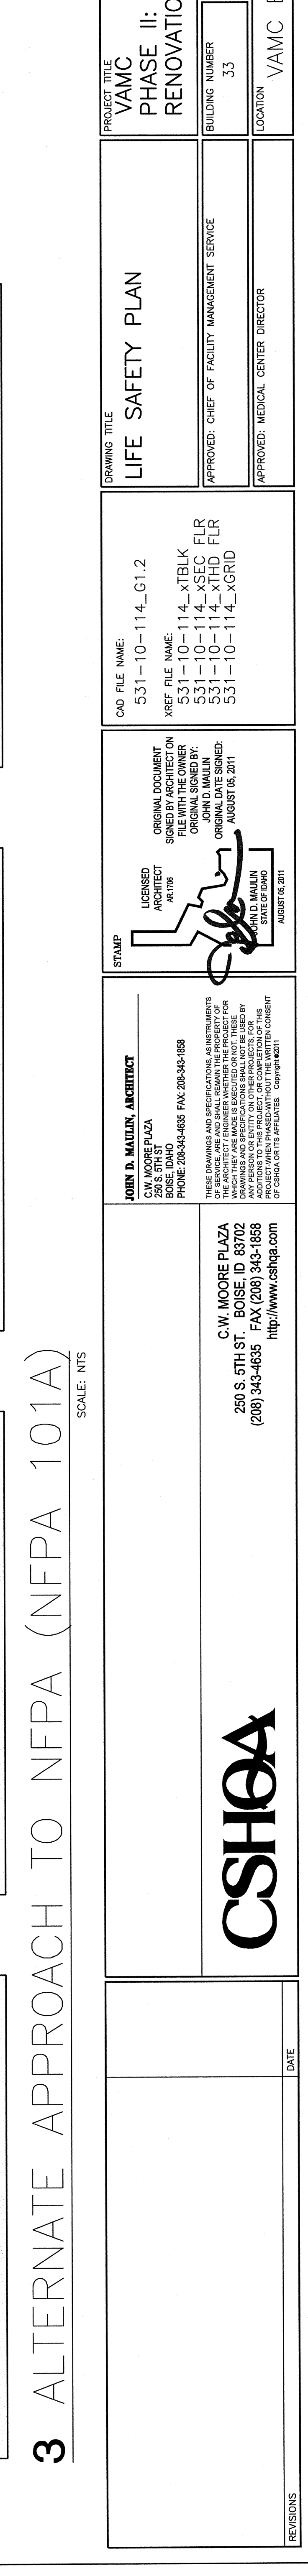 3 ALTERNATE APPROACH TO NFPA (NFPA 101A)
SCALE: NTS
REVISIONS
DATE
CSHQA
C.W. MOORE PLAZA
250 S. 5TH ST. BOISE, ID 83702
(208) 343-4635 FAX (208) 343-1858
http://www.cshqa.com
JOHN D. MAULIN, ARCHITECT
C.W. MOORE PLAZA
250 S. 5TH ST
BOISE, IDAHO
PHONE: 208-343-4635 FAX: 208-343-1858
THESE DRAWINGS AND SPECIFICATIONS, AS INSTRUMENTS
OF SERVICE, ARE AND SHALL REMAIN THE PROPERTY OF
THE ARCHITECT / ENGINEER WHETHER THE PROJECT FOR
WHICH THEY ARE MADE IS EXECUTED OR NOT. THESE
DRAWINGS AND SPECIFICATIONS SHALL NOT BE USED BY
ANY PERSON OR ENTITY ON OTHER PROJECTS, FOR
ADDITIONS TO THIS PROJECT, OR COMPLETION OF THIS
PROJECT-WHEN PHASED-WITHOUT THE WRITTEN CONSENT
OF CSHQA OR ITS AFFILIATES. Copyright ©2011
STAMP
LICENSED
ARCHITECT
AR-1706
JOHN D. MAULIN
STATE OF IDAHO
AUGUST 05, 2011
ORIGINAL DOCUMENT
SIGNED BY ARCHITECT ON
FILE WITH THE OWNER
ORIGINAL SIGNED BY:
JOHN D. MAULIN
ORIGINAL DATE SIGNED:
AUGUST 05, 2011
CAD FILE NAME:
531-10-114_G1.2
XREF FILE NAME:
531-10-114_xTBLK
531-10-114_xSEC FLR
531-10-114_xTHD FLR
531-10-114_xGRID
DRAWING TITLE
LIFE SAFETY PLAN
APPROVED: CHIEF OF FACILITY MANAGEMENT SERVICE
APPROVED: MEDICAL CENTER DIRECTOR
PROJECT TITLE
VAMC
PHASE II:
RENOVATIO
BUILDING NUMBER
33
LOCATION
VAMC